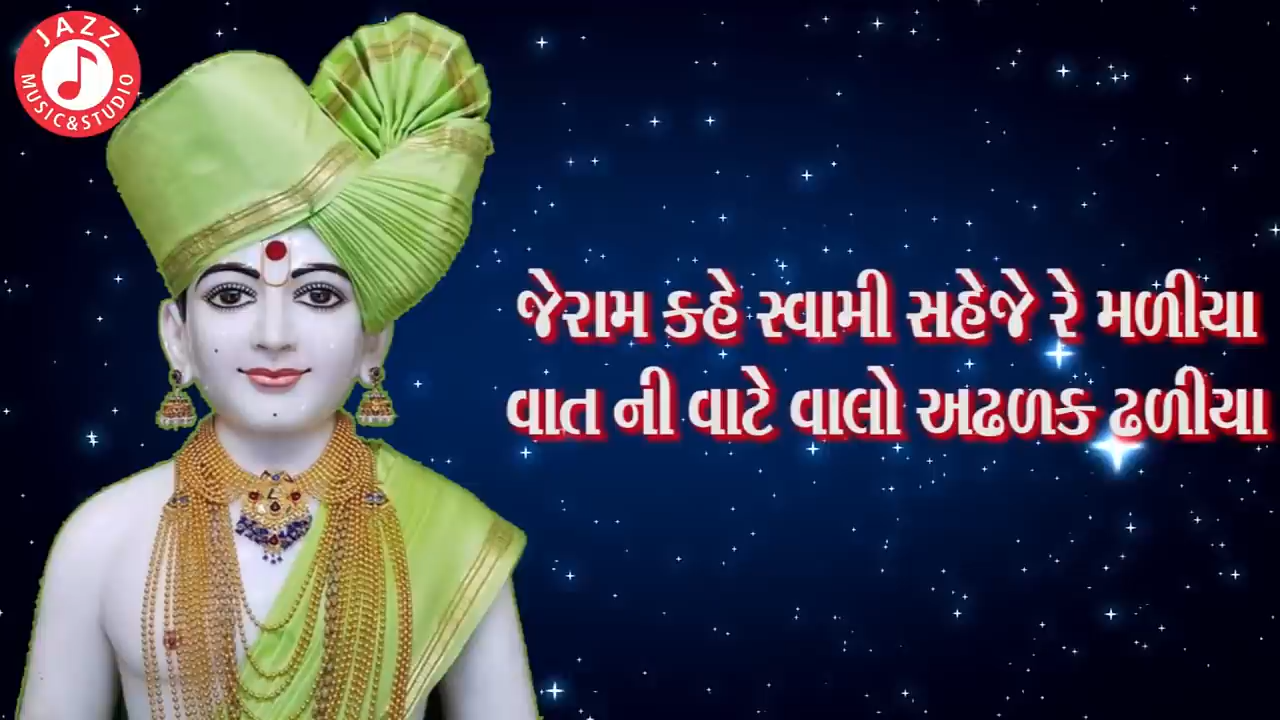 JAZZ
MUSIC&STUDIO
જેરામ કહે સ્વામી સહેજે રે મળીયા
વાત ની વાટે વાલો અઢળક ઢળીયા